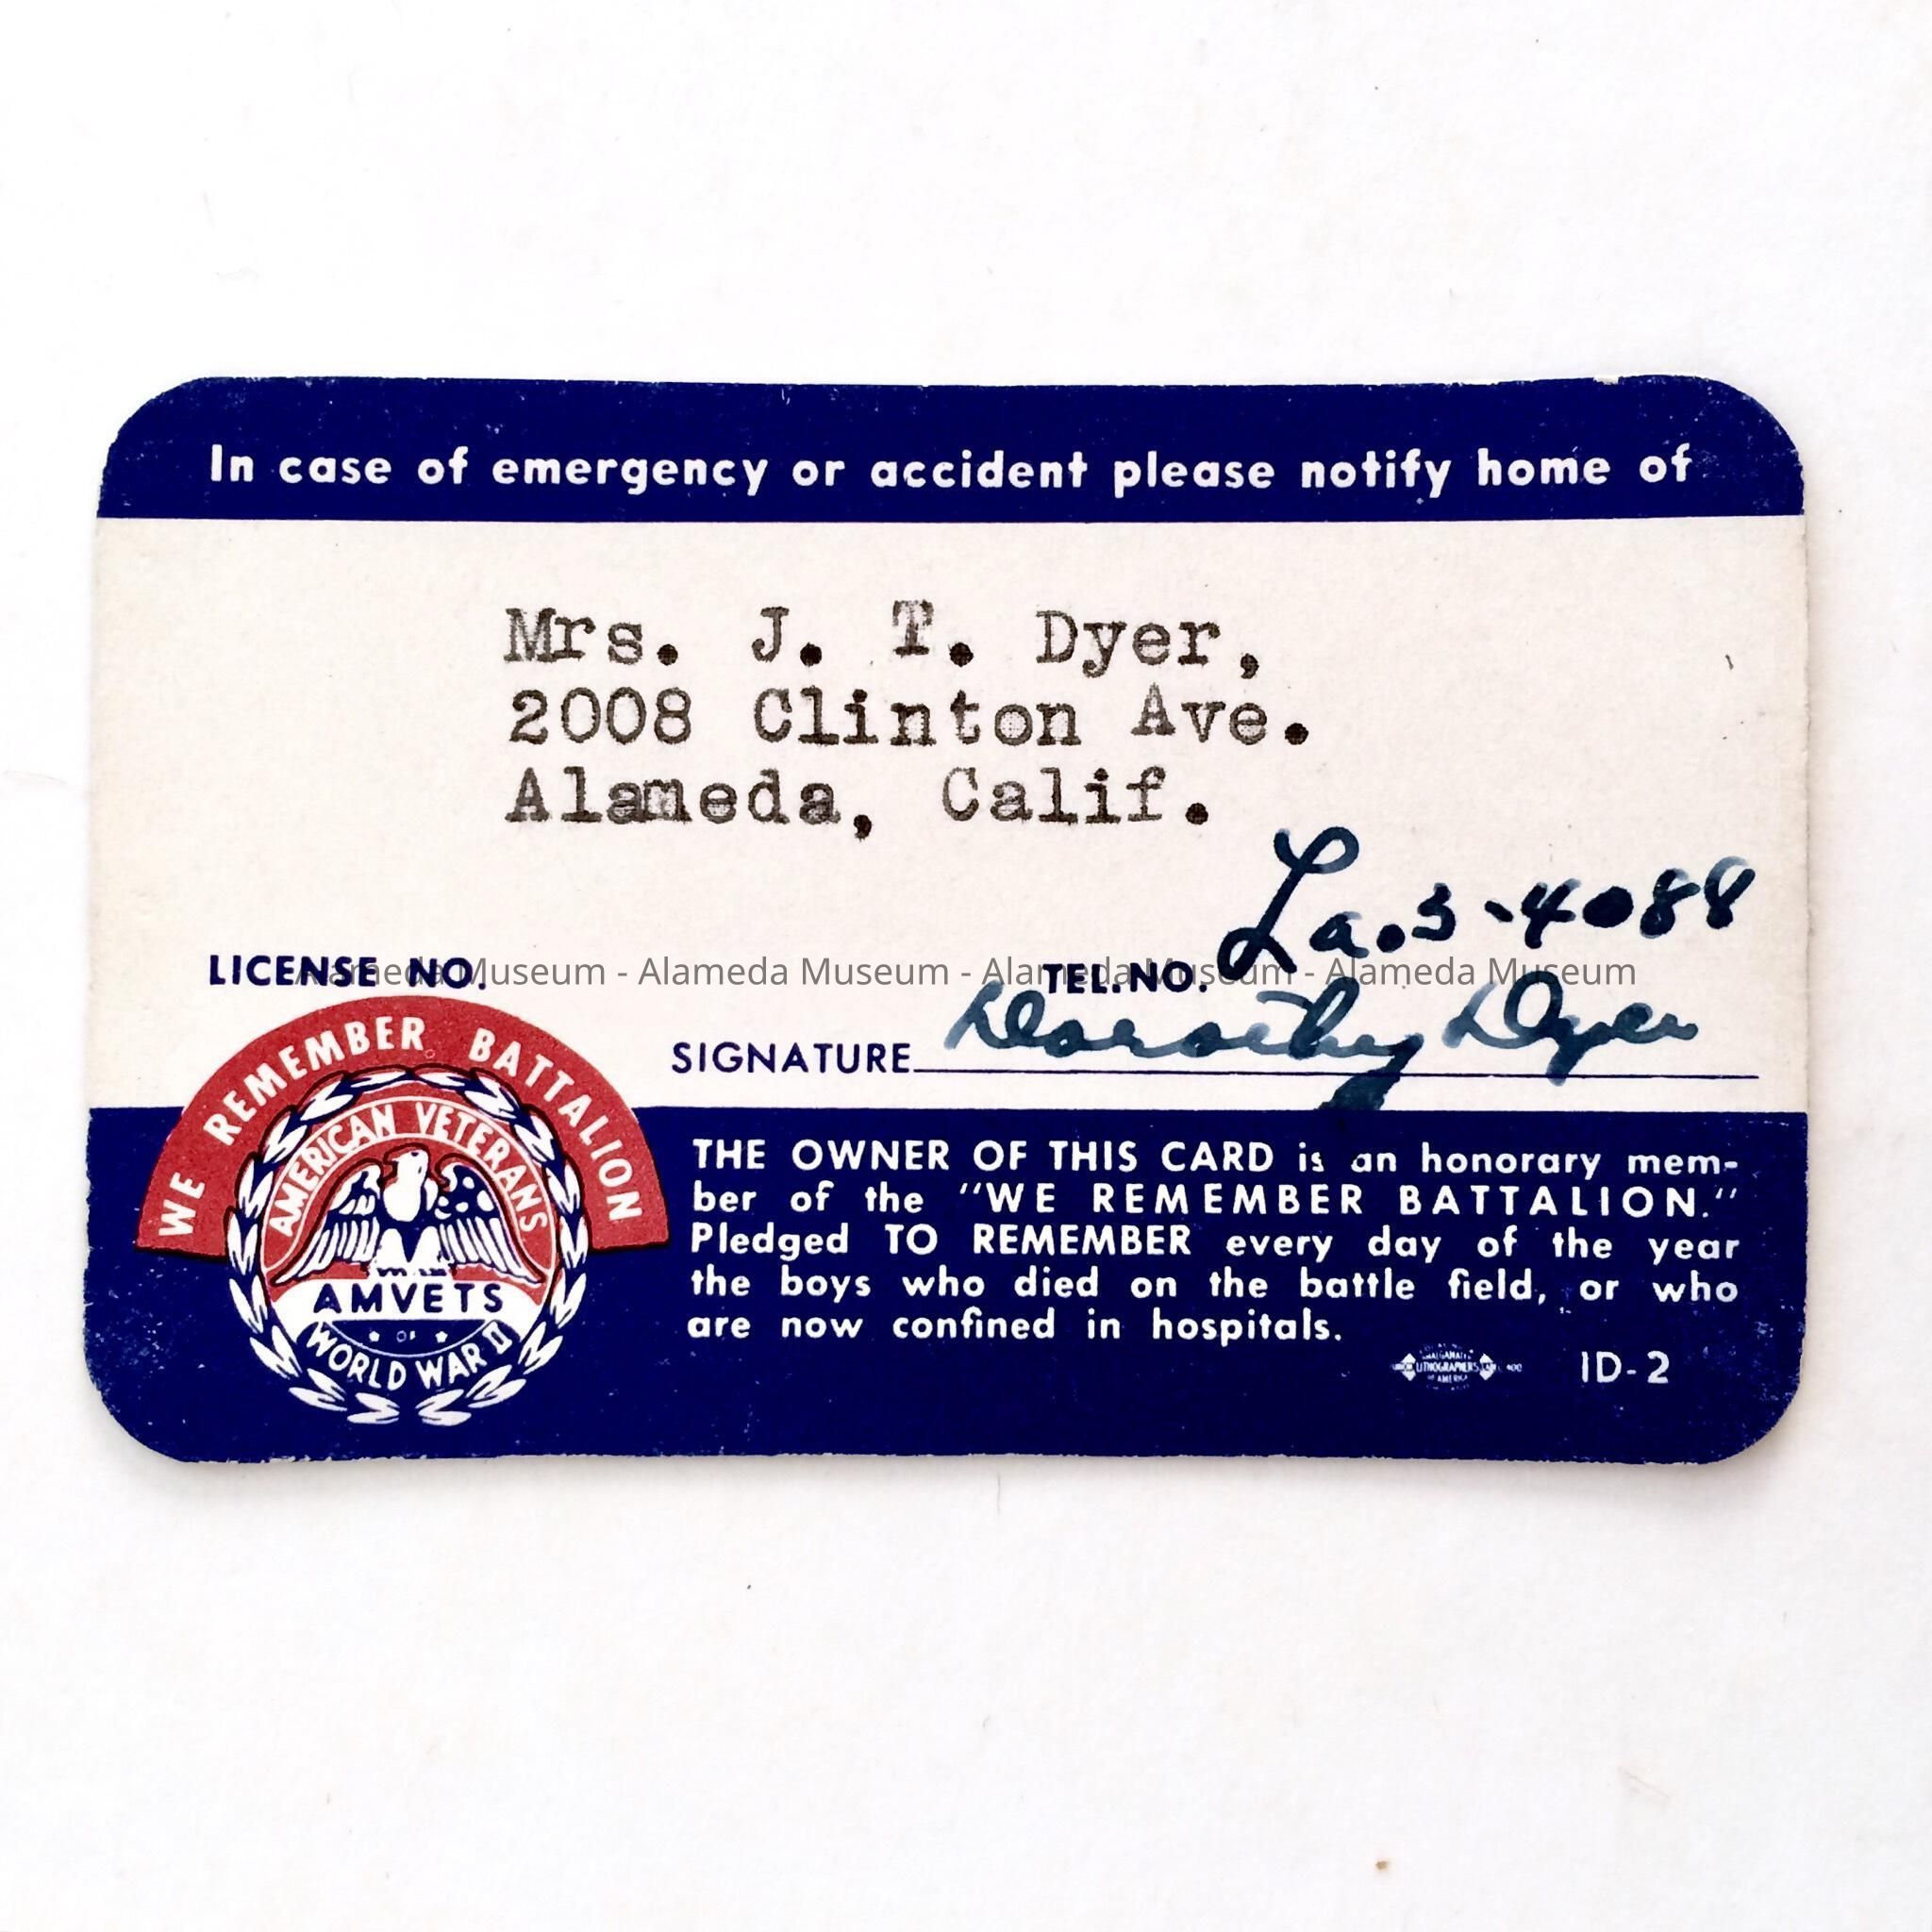 In case of emergency or accident please notify home of
Mrs. J. T. Dyer,
2008 Clinton Ave.
Alameda, Calif.
LICENSE NO.
TEL. NO. La.3-4088
Alameda Museum - Alameda Museum - Alameda Museum - Alameda Museum
SIGNATURE Dorothy Dyer
WE REMEMBER BATTALION
AMERICAN VETERANS
AMVETS
OF
WORLD WAR II
THE OWNER OF THIS CARD is an honorary mem-
ber of the "WE REMEMBER BATTALION."
Pledged TO REMEMBER every day of the year
the boys who died on the battle field, or who
are now confined in hospitals.
LITHOGRAPHERS
OF AMERICA
ID-2